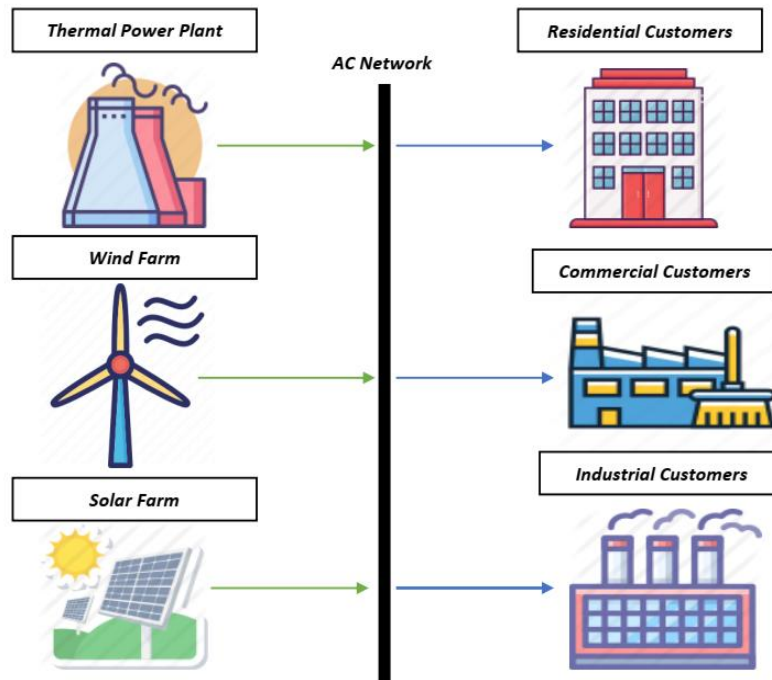 Thermal Power Plant
Residential Customers
AC Network
Wind Farm
Commercial Customers
Solar Farm
Industrial Customers